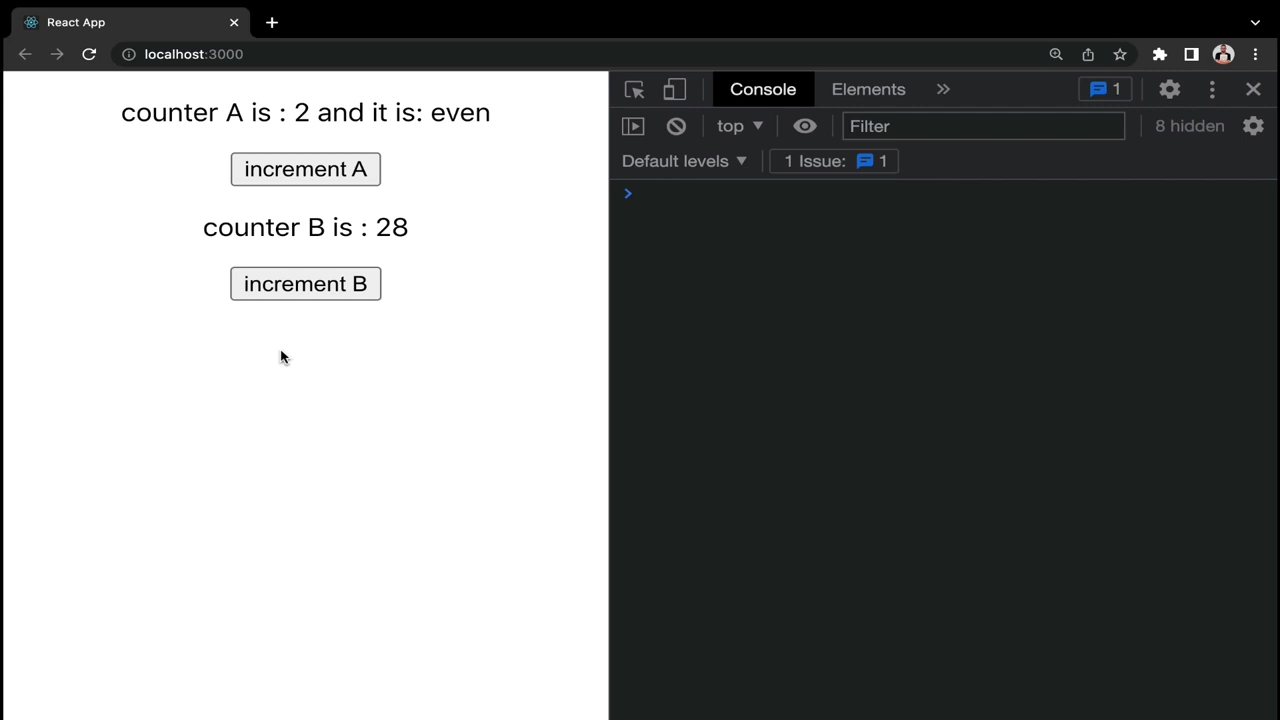 React App
localhost:3000
counter A is : 2 and it is: even
increment A
counter B is : 28
increment B
Console Elements 1
top Filter 8 hidden
Default levels 1 Issue: 1